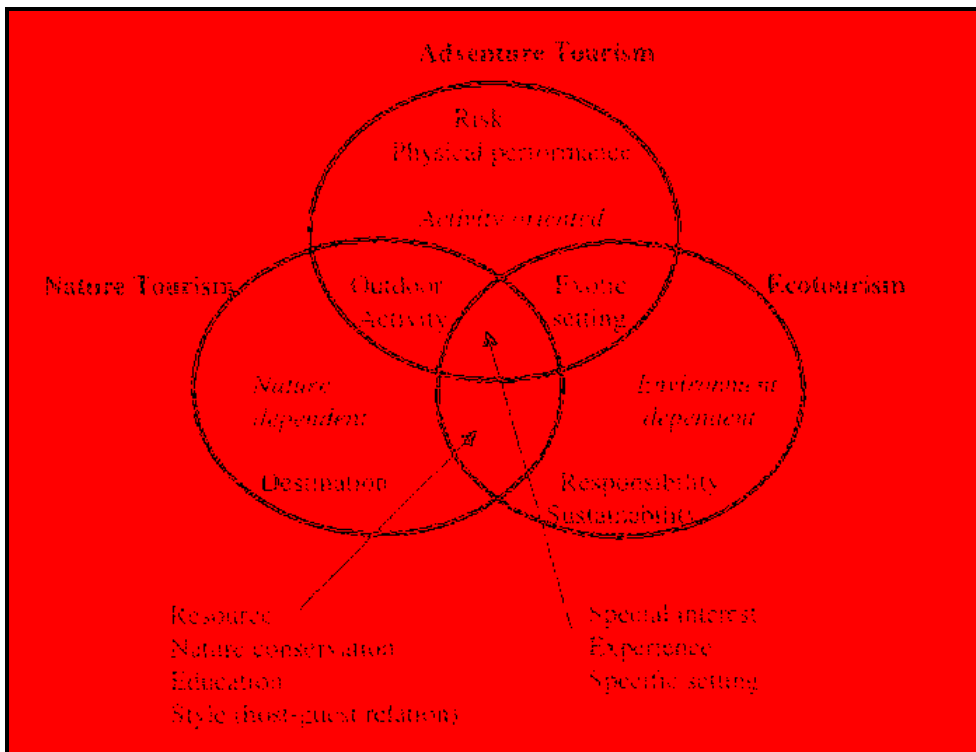 Adventure Tourism
Risk
Physical performance
Activity oriented
Nature Tourism
Outdoor
Activity
Exotic
setting
Ecotourism
Nature
dependent
Environment
dependent
Destination
Responsibility
Sustainability
Resource
Nature conservation
Education
Style (host-guest relation)
Special interest
Experience
Specific setting